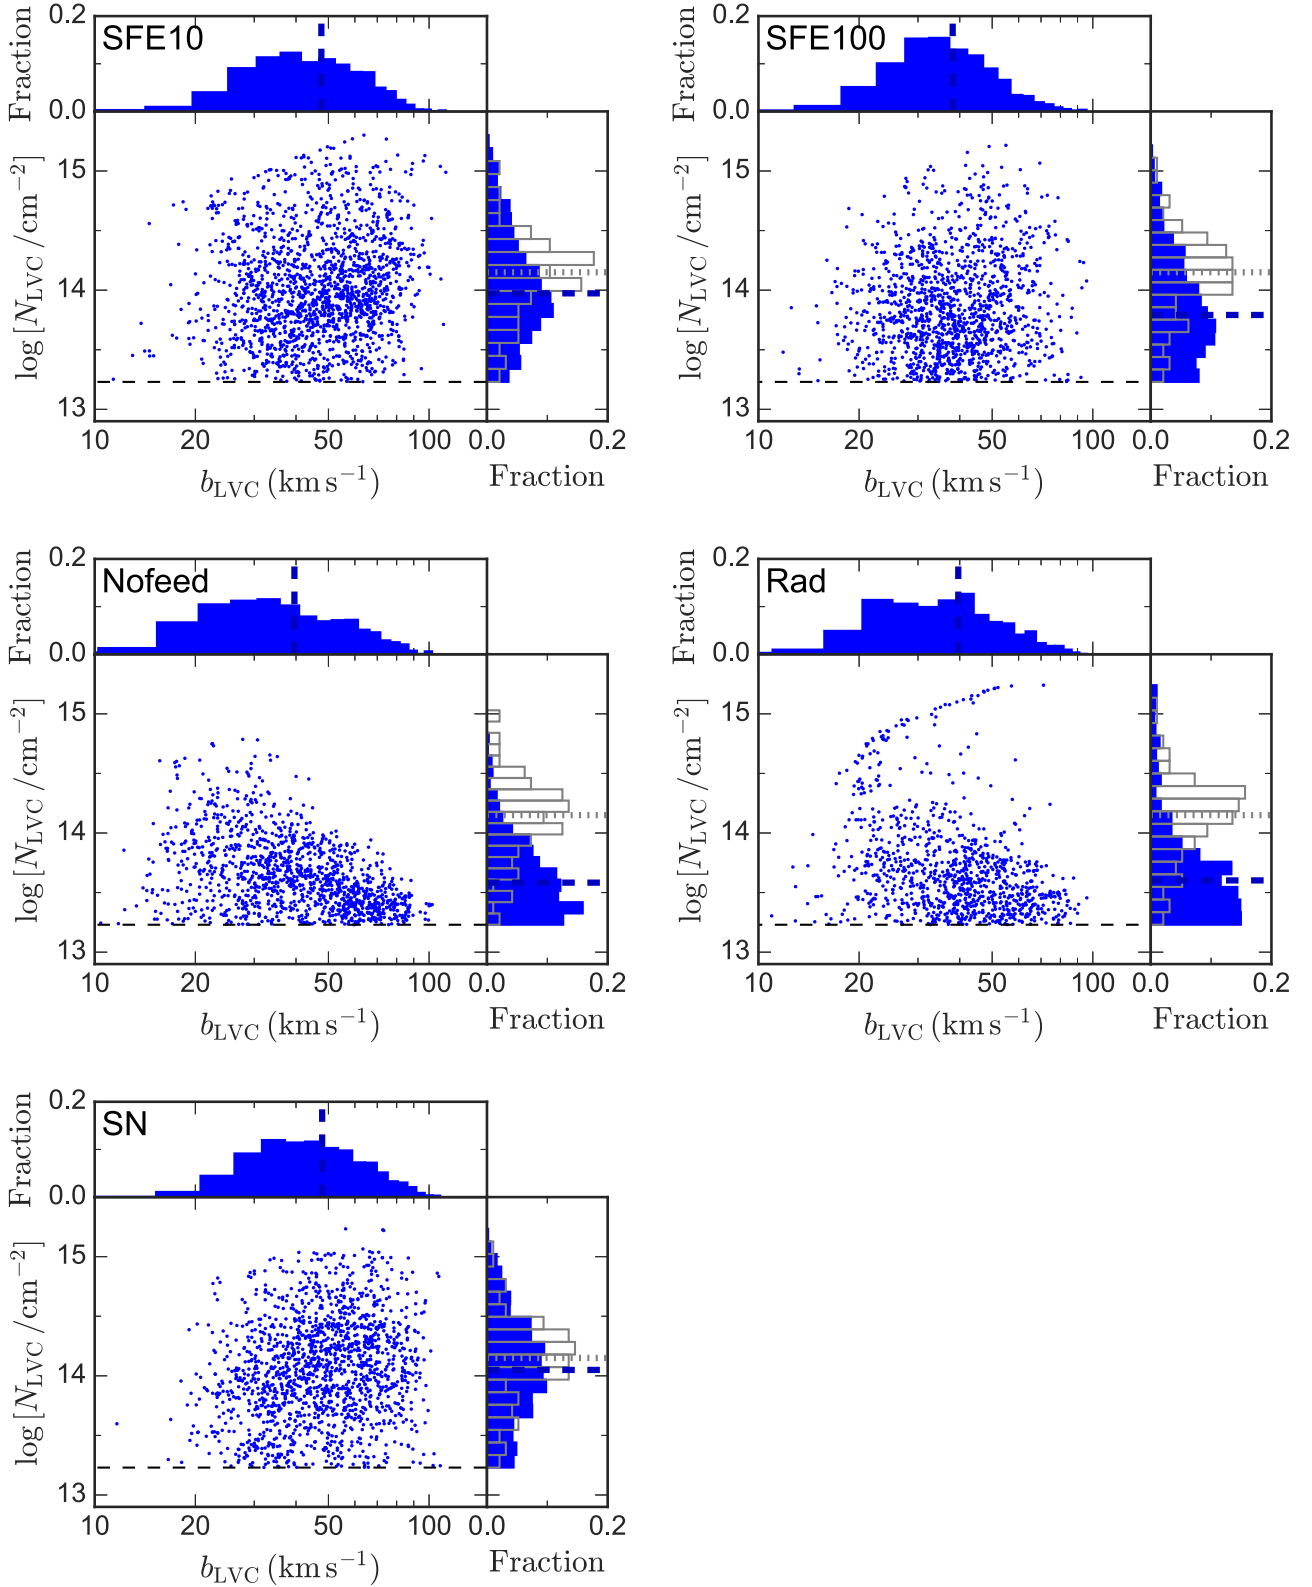 0.2
Fraction
0.0
SFE10
15
14
13
log [N_LVC /cm⁻²]
10 20 50 100 0.0 0.2
b_LVC (km s⁻¹) Fraction
0.2
Fraction
0.0
SFE100
15
14
13
log [N_LVC /cm⁻²]
10 20 50 100 0.0 0.2
b_LVC (km s⁻¹) Fraction
0.2
Fraction
0.0
Nofeed
15
14
13
log [N_LVC /cm⁻²]
10 20 50 100 0.0 0.2
b_LVC (km s⁻¹) Fraction
0.2
Fraction
0.0
Rad
15
14
13
log [N_LVC /cm⁻²]
10 20 50 100 0.0 0.2
b_LVC (km s⁻¹) Fraction
0.2
Fraction
0.0
SN
15
14
13
log [N_LVC /cm⁻²]
10 20 50 100 0.0 0.2
b_LVC (km s⁻¹) Fraction